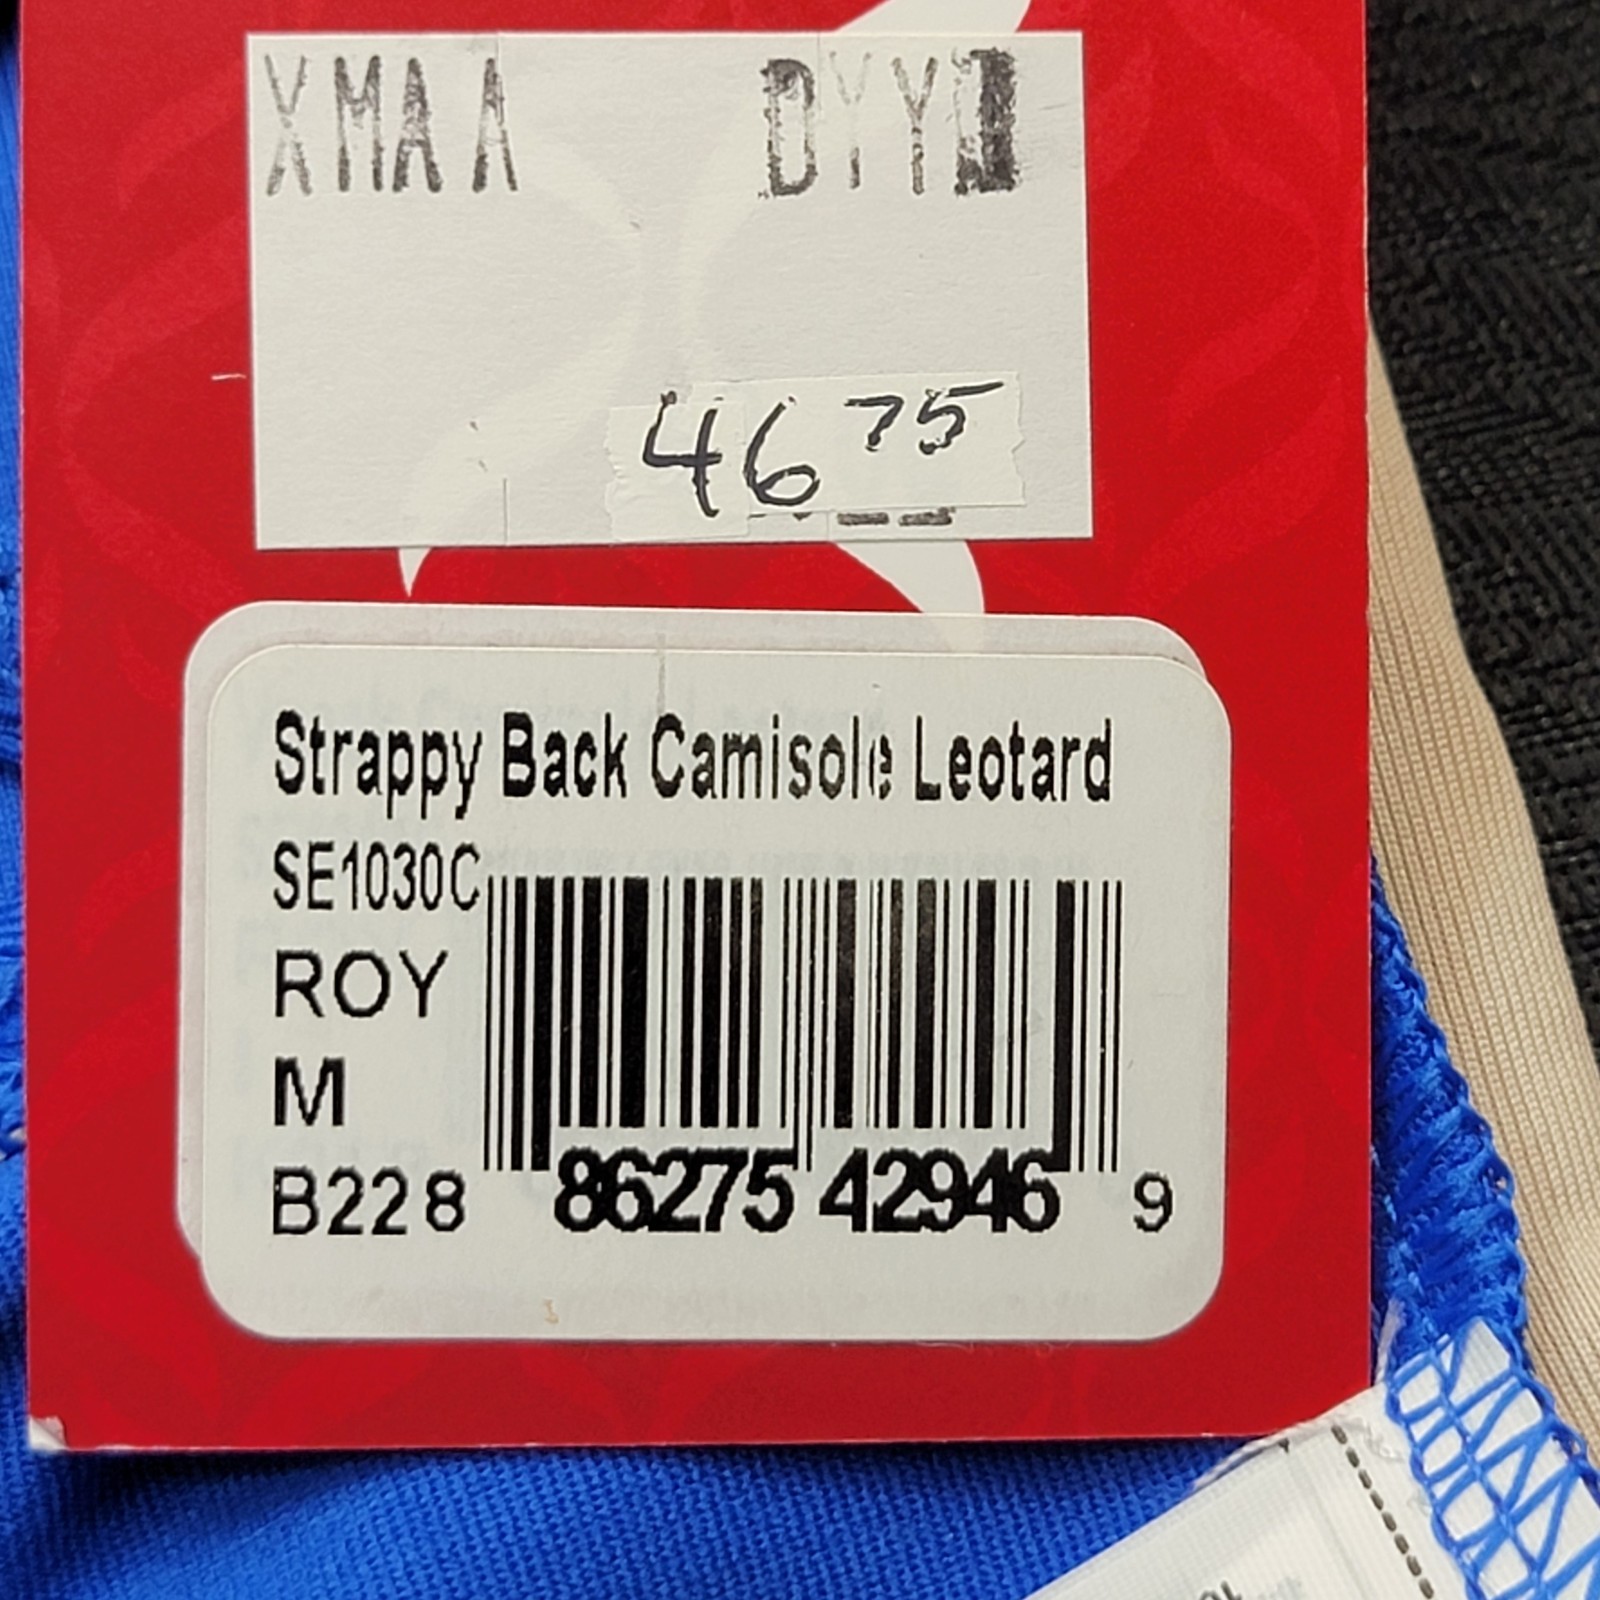 XMAA DYY
46 75
Strappy Back Camisole Leotard
SE1030C
ROY
M
B228
86275 42946 9